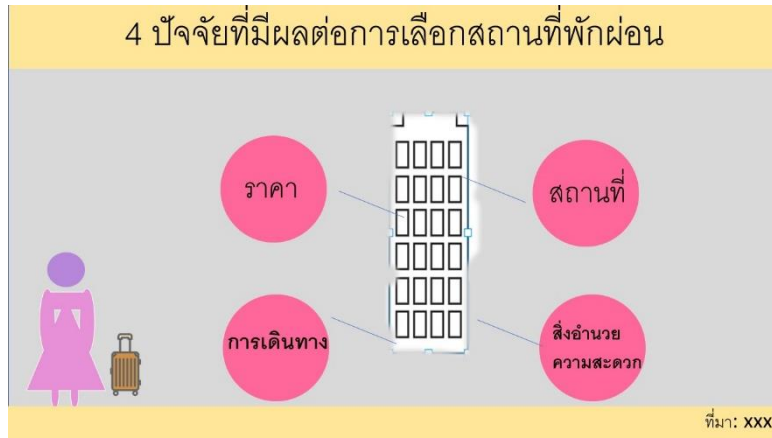 4 ปัจจัยที่มีผลต่อการเลือกสถานที่พักผ่อน
ราคา
สถานที่
การเดินทาง
สิ่งอำนวย
ความสะดวก
ที่มา: xxx